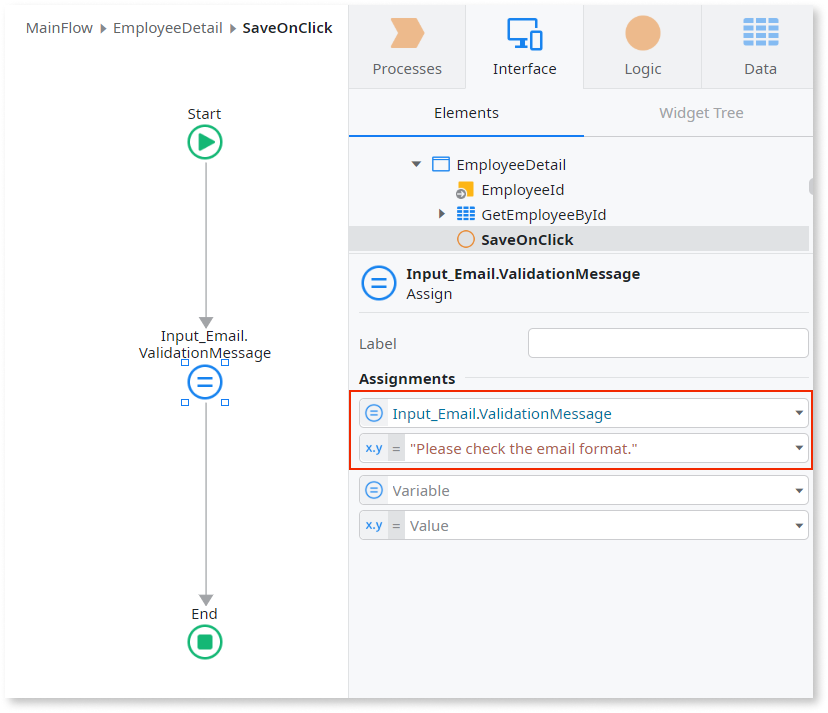 MainFlow EmployeeDetail SaveOnClick
Start
Input_Email.
ValidationMessage
End
Processes
Interface
Logic
Data
Elements
Widget Tree
EmployeeDetail
EmployeeId
GetEmployeeById
SaveOnClick
Input_Email.ValidationMessage
Assign
Label
Assignments
Input_Email.ValidationMessage
x.y = "Please check the email format."
Variable
x.y = Value